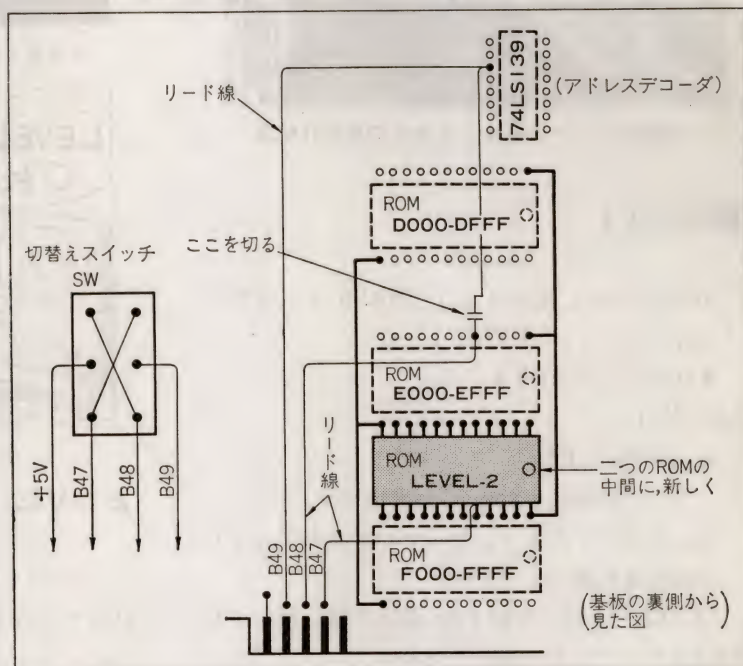 74LS139
(アドレスデコーダ)
リード線
ROM
D000-DFFF
ここを切る
切替えスイッチ
SW
ROM
E000-EFFF
ROM
LEVEL-2
二つのROMの
中間に,新しく
リード線
+5V
B47
B48
B49
B49
B48
B47
ROM
F000-FFFF
(基板の裏側から
見た図)